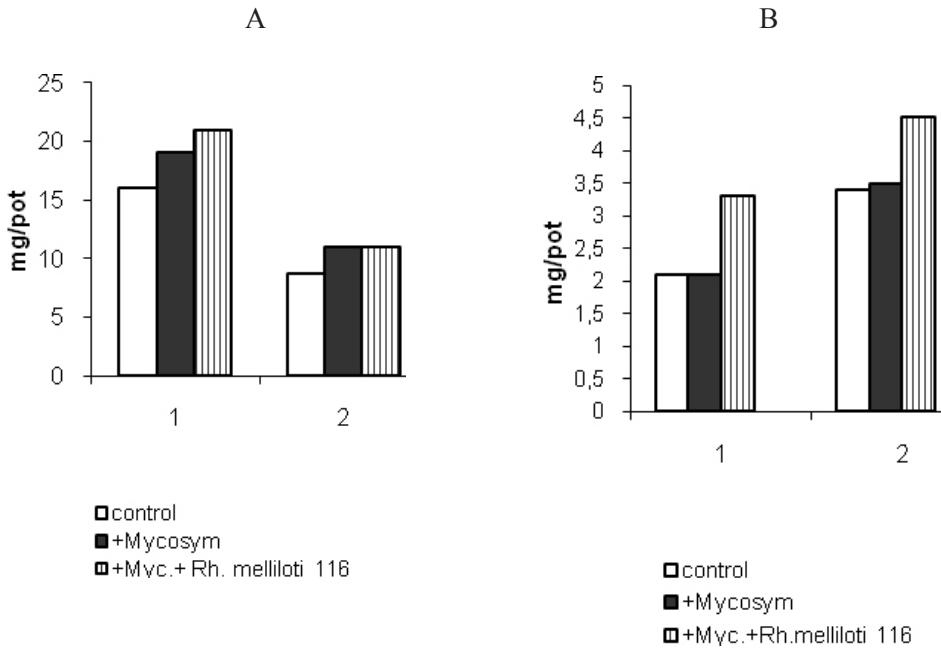 A
mg/pot
25
20
15
10
5
0
1 2
control
+Mycosym
+Myc.+ Rh. melliloti 116
B
mg/pot
5
4,5
4
3,5
3
2,5
2
1,5
1
0,5
0
1 2
control
+Mycosym
+Myc.+Rh.melliloti 116